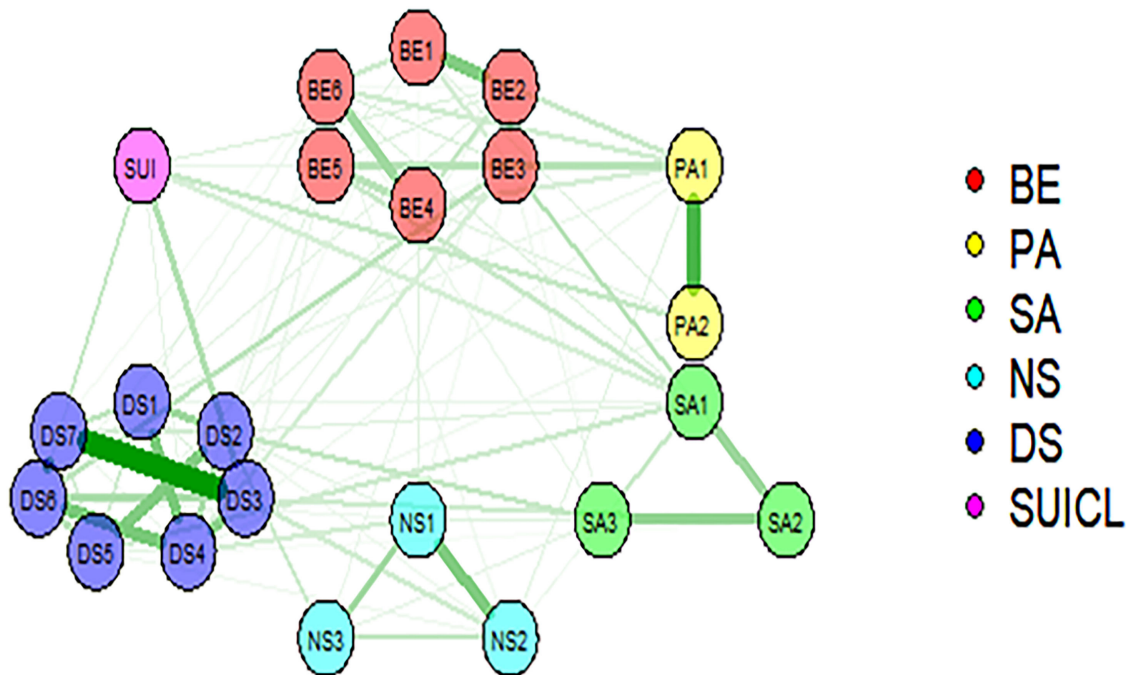 BE1
BE6
BE2
SUI
BE5
BE3
PA1
BE4
PA2
DS1
SA1
DS7
DS2
DS6
DS3
NS1
SA3
SA2
DS5
DS4
NS3
NS2
BE
PA
SA
NS
DS
SUICL